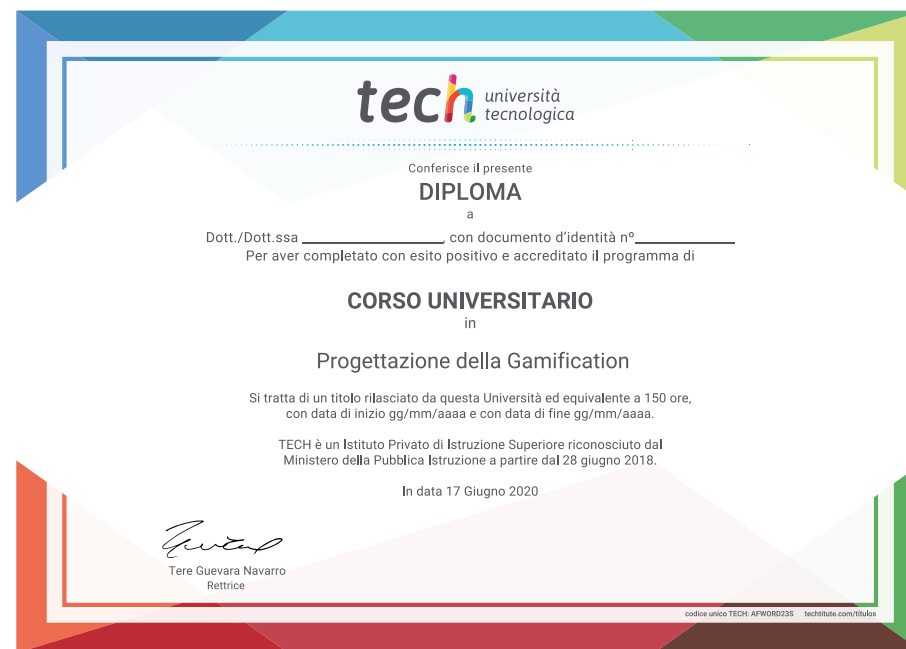 tech università
tecnologica
Conferisce il presente
DIPLOMA
a
Dott./Dott.ssa ____________________, con documento d'identità nº______________
Per aver completato con esito positivo e accreditato il programma di
CORSO UNIVERSITARIO
in
Progettazione della Gamification
Si tratta di un titolo rilasciato da questa Università ed equivalente a 150 ore,
con data di inizio gg/mm/aaaa e con data di fine gg/mm/aaaa.
TECH è un Istituto Privato di Istruzione Superiore riconosciuto dal
Ministero della Pubblica Istruzione a partire dal 28 giugno 2018.
In data 17 Giugno 2020
Tere Guevara Navarro
Rettrice
codice unico TECH: AFWORD23S techtitute.com/titulos